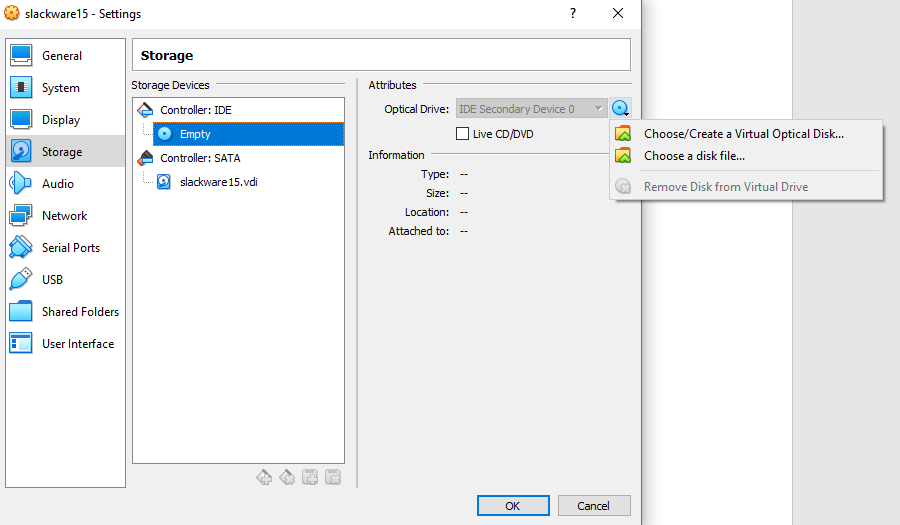 slackware15 - Settings
?
General
System
Display
Storage
Audio
Network
Serial Ports
USB
Shared Folders
User Interface
Storage
Storage Devices
Controller: IDE
Empty
Controller: SATA
slackware15.vdi
Attributes
Optical Drive: IDE Secondary Device 0
Live CD/DVD
Information
Type: --
Size: --
Location: --
Attached to: --
Choose/Create a Virtual Optical Disk...
Choose a disk file...
Remove Disk from Virtual Drive
OK
Cancel